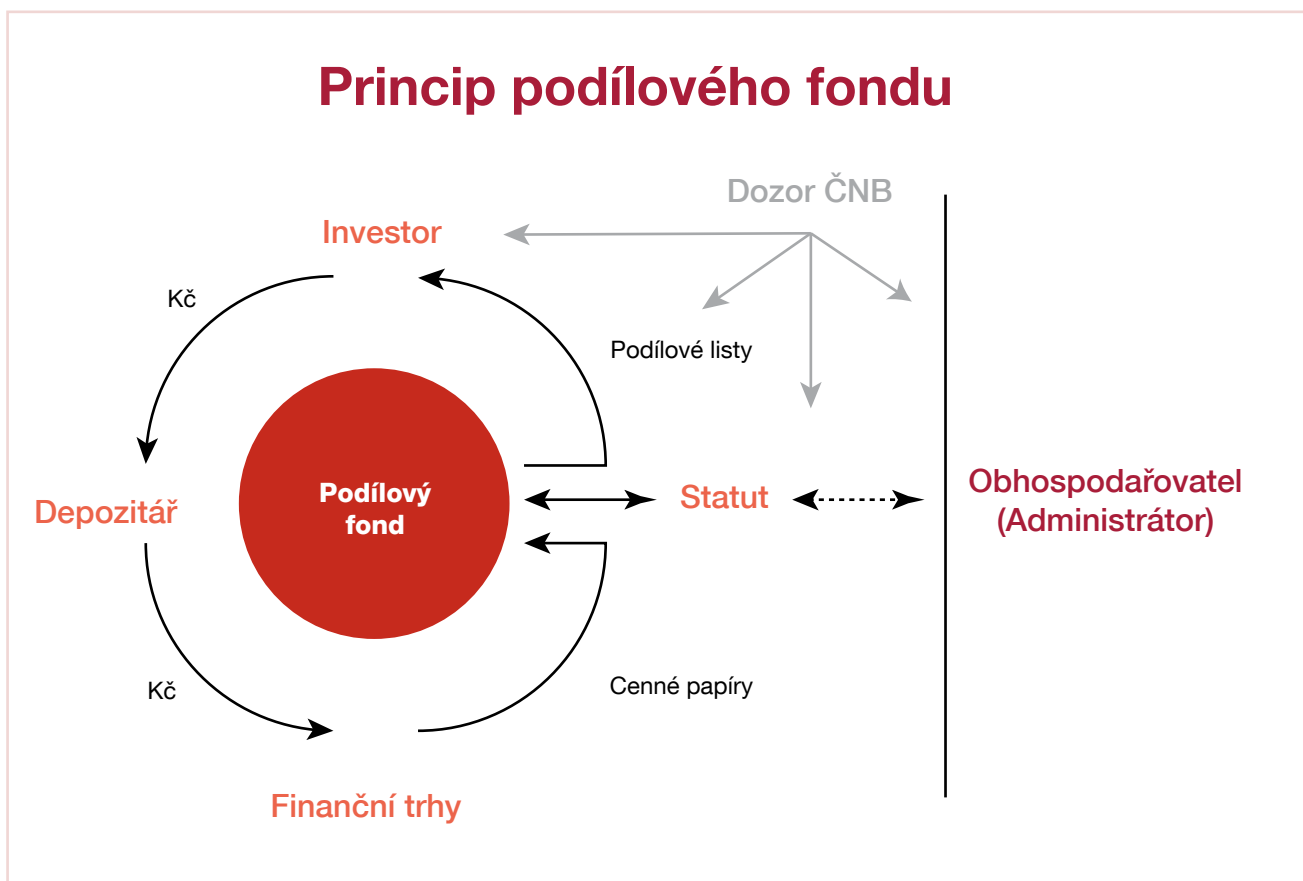 Princip podílového fondu
Dozor ČNB
Investor
Kč
Podílové listy
Podílový
fond
Depozitář
Statut
Obhospodařovatel
(Administrátor)
Kč
Cenné papíry
Finanční trhy